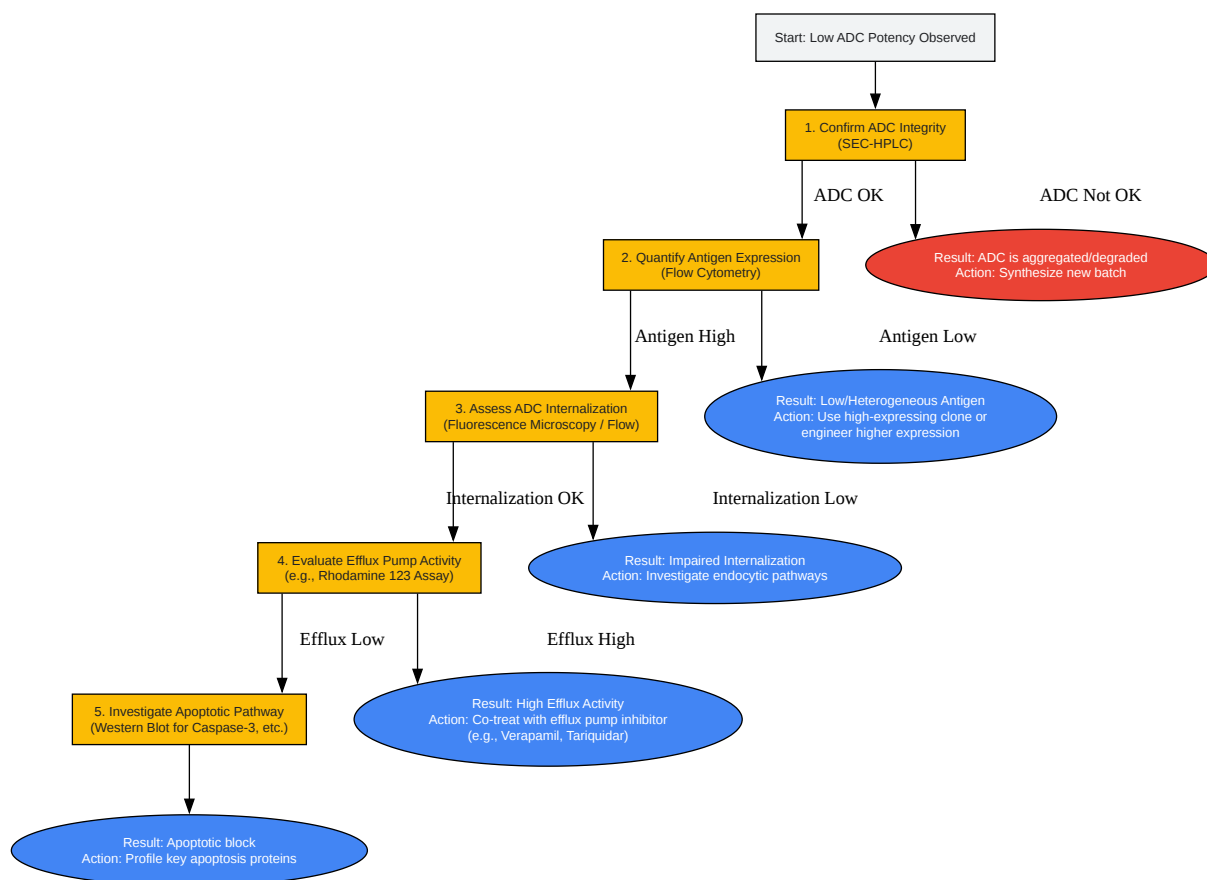 Start: Low ADC Potency Observed
1. Confirm ADC Integrity
(SEC-HPLC)
ADC OK
ADC Not OK
2. Quantify Antigen Expression
(Flow Cytometry)
Result: ADC is aggregated/degraded
Action: Synthesize new batch
Antigen High
Antigen Low
3. Assess ADC Internalization
(Fluorescence Microscopy / Flow)
Result: Low/Heterogeneous Antigen
Action: Use high-expressing clone or
engineer higher expression
Internalization OK
Internalization Low
4. Evaluate Efflux Pump Activity
(e.g., Rhodamine 123 Assay)
Result: Impaired Internalization
Action: Investigate endocytic pathways
Efflux Low
Efflux High
5. Investigate Apoptotic Pathway
(Western Blot for Caspase-3, etc.)
Result: High Efflux Activity
Action: Co-treat with efflux pump inhibitor
(e.g., Verapamil, Tariquidar)
Result: Apoptotic block
Action: Profile key apoptosis proteins